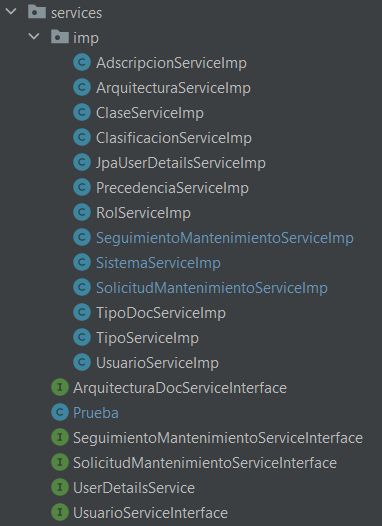 services
imp
AdscripcionServiceImp
ArquitecturaServiceImp
ClaseServiceImp
ClasificacionServiceImp
JpaUserDetailsServiceImp
PrecedenciaServiceImp
RolServiceImp
SeguimientoMantenimientoServiceImp
SistemaServiceImp
SolicitudMantenimientoServiceImp
TipoDocServiceImp
TipoServiceImp
UsuarioServiceImp
ArquitecturaDocServiceInterface
Prueba
SeguimientoMantenimientoServiceInterface
SolicitudMantenimientoServiceInterface
UserDetailsService
UsuarioServiceInterface